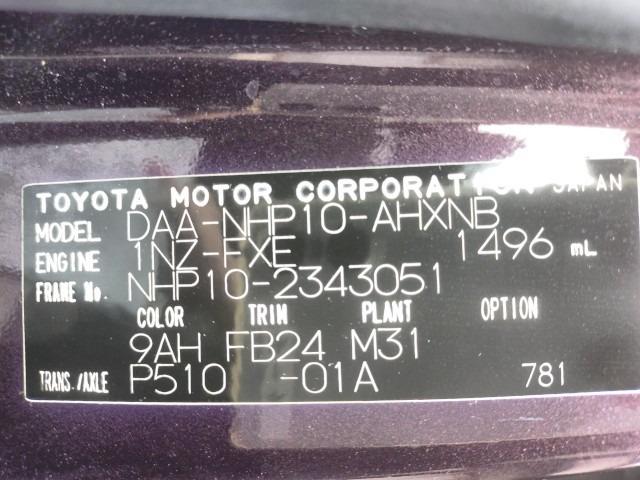 TOYOTA MOTOR CORPORATION JAPAN
MODEL DAA-NHP10-AHXNB
ENGINE 1NZ-FXE 1496 mL
FRAME No. NHP10-2343051
COLOR TRIM PLANT OPTION
9AH FB24 M31
TRANS./AXLE P510 -01A 781